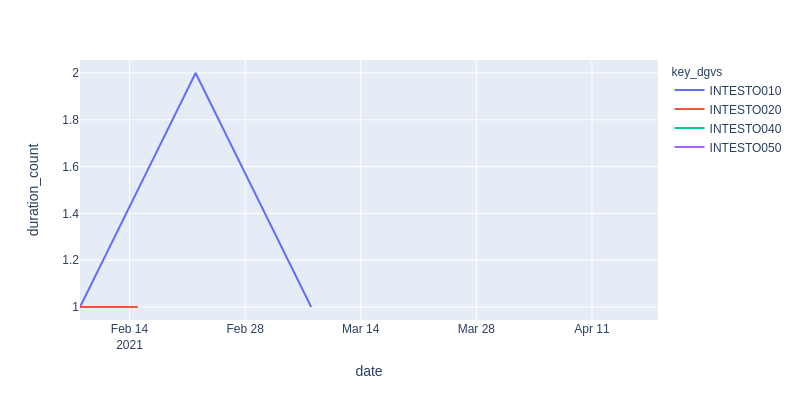 key_dgvs
INTESTO010
INTESTO020
INTESTO040
INTESTO050
duration_count
2
1.8
1.6
1.4
1.2
1
Feb 14
2021
Feb 28
Mar 14
Mar 28
Apr 11
date